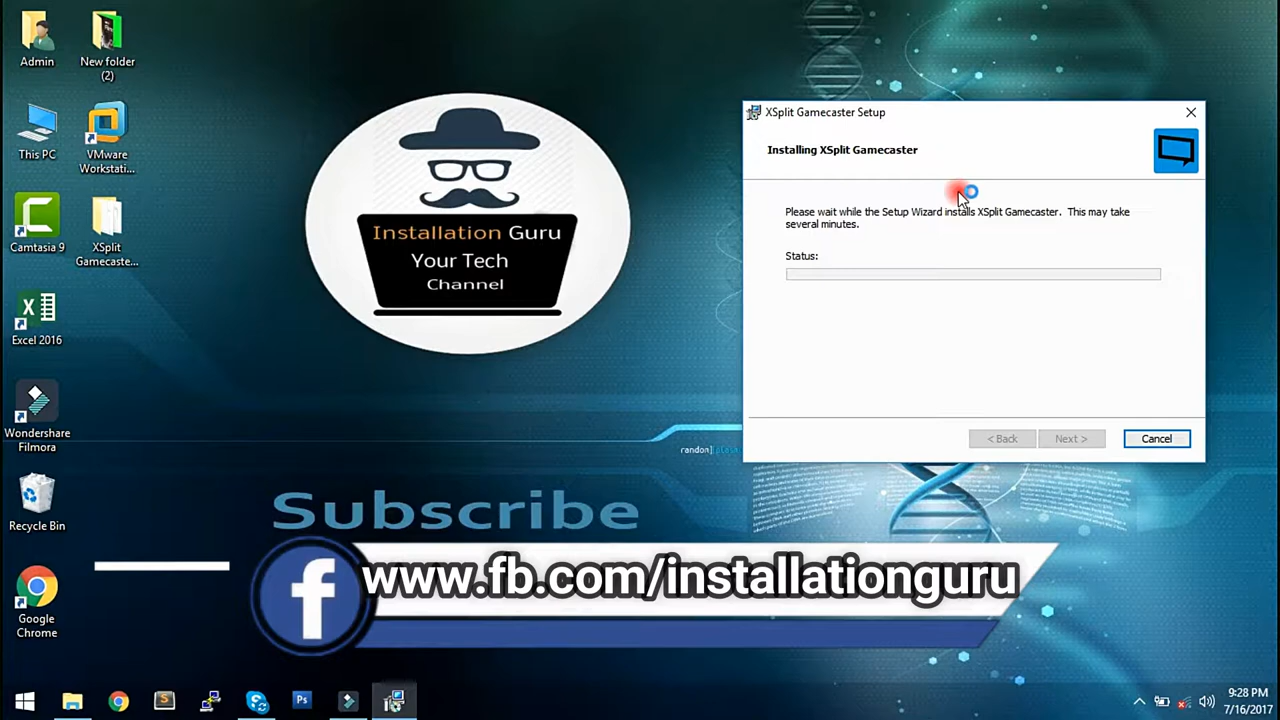 Admin
New folder
(2)
This PC
VMware
Workstati...
Camtasia 9
XSplit
Gamecaste...
Excel 2016
Wondershare
Filmora
Recycle Bin
Google
Chrome
Installation Guru
Your Tech
Channel
XSplit Gamecaster Setup
Installing XSplit Gamecaster
Please wait while the Setup Wizard installs XSplit Gamecaster. This may take
several minutes.
Status:
< Back
Next >
Cancel
Subscribe
f
www.fb.com/installationguru
S
Ps
9:28 PM
7/16/2017